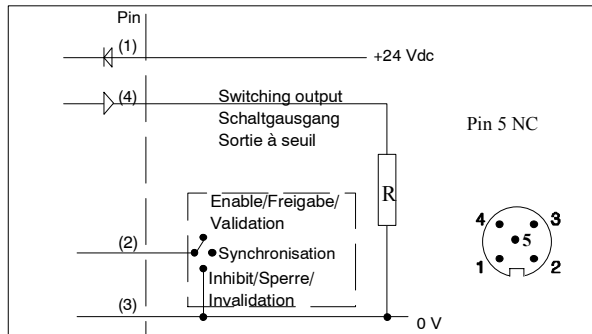 Pin
(1)
+24 Vdc
(4)
Switching output
Schaltgausgang
Sortie à seuil
Pin 5 NC
R
Enable/Freigabe/
Validation
(2)
Synchronisation
Inhibit/Sperre/
Invalidation
(3)
0 V
4 3
5
1 2